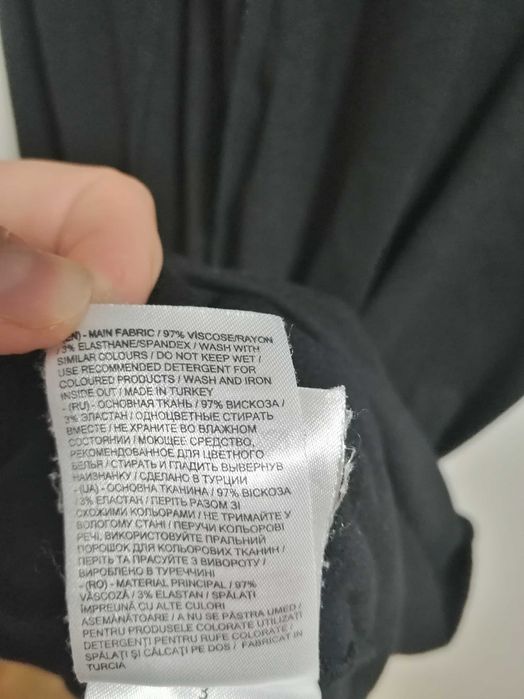 (EN) - MAIN FABRIC / 97% VİSCOSE/RAYON
/ 3% ELASTHANE/SPANDEX / WASH WITH
SIMILAR COLOURS / DO NOT KEEP WET /
USE RECOMMENDED DETERGENT FOR
COLOURED PRODUCTS / WASH AND IRON
INSIDE OUT / MADE IN TURKEY
- (RU) - ОСНОВНАЯ ТКАНЬ / 97% ВИСКОЗА /
3% ЭЛАСТАН / ОДНОЦВЕТНЫЕ СТИРАТЬ
ВМЕСТЕ / НЕ ХРАНИТЕ ВО ВЛАЖНОМ
СОСТОЯНИИ / МОЮЩЕЕ СРЕДСТВО,
РЕКОМЕНДОВАННОЕ ДЛЯ ЦВЕТНОГО
БЕЛЬЯ / СТИРАТЬ И ГЛАДИТЬ ВЫВЕРНУВ
НАИЗНАНКУ / СДЕЛАНО В ТУРЦИИ
- (UA) - ОСНОВНА ТКАНИНА / 97% ВІСКОЗА
/ 3% ЕЛАСТАН / ПЕРІТЬ РАЗОМ ЗІ
СХОЖИМИ КОЛЬОРАМИ / НЕ ТРИМАЙТЕ У
ВОЛОГОМУ СТАНІ / ПЕРУЧИ КОЛЬОРОВІ
РЕЧІ, ВИКОРИСТОВУЙТЕ ПРАЛЬНИЙ
ПОРОШОК ДЛЯ КОЛЬОРОВИХ ТКАНИН /
ПЕРІТЬ ТА ПРАСУЙТЕ З ВИВОРОТУ /
ВИРОБЛЕНО В ТУРЕЧЧИНІ
- (RO) - MATERIAL PRINCIPAL / 97%
VÂSCOZĂ / 3% ELASTAN / SPĂLAȚI
ÎMPREUNĂ CU ALTE CULORI
ASEMĂNĂTOARE / A NU SE PĂSTRA UMED /
PENTRU PRODUSELE COLORATE UTILIZAȚI
DETERGENȚI PENTRU RUFE COLORATE /
SPĂLAȚI ŞI CĂLCAȚI PE DOS / FABRICAT IN
TURCIA